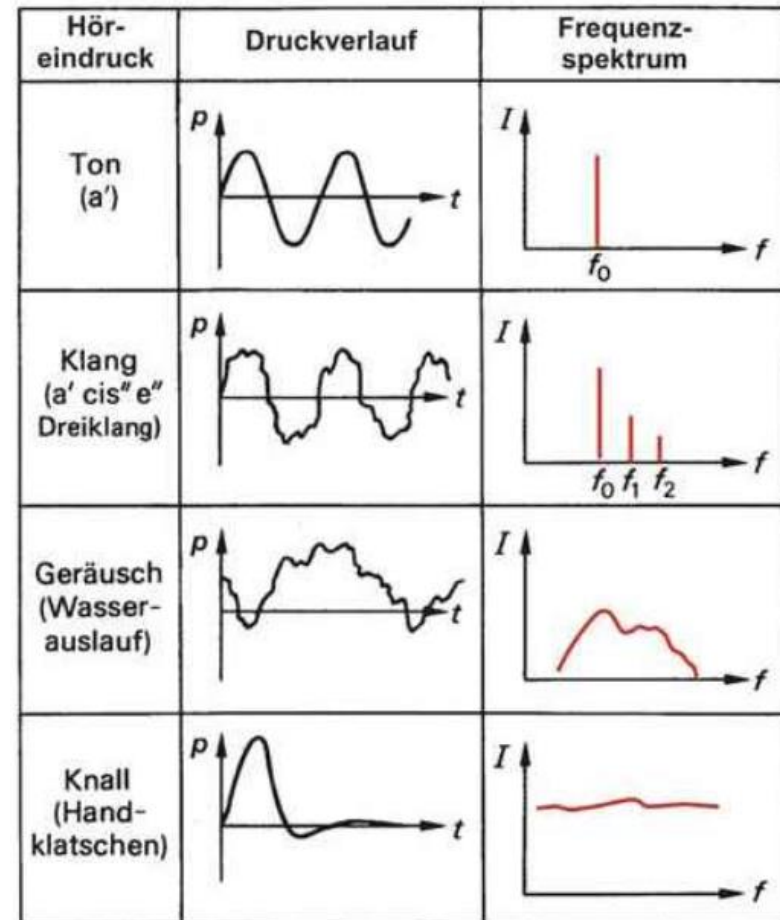 Hör-
eindruck
Druckverlauf
Frequenz-
spektrum
Ton
(a′)
p
t
I
f
f₀
Klang
(a′ cis″ e″
Dreiklang)
p
t
I
f
f₀ f₁ f₂
Geräusch
(Wasser-
auslauf)
p
t
I
f
Knall
(Hand-
klatschen)
p
t
I
f